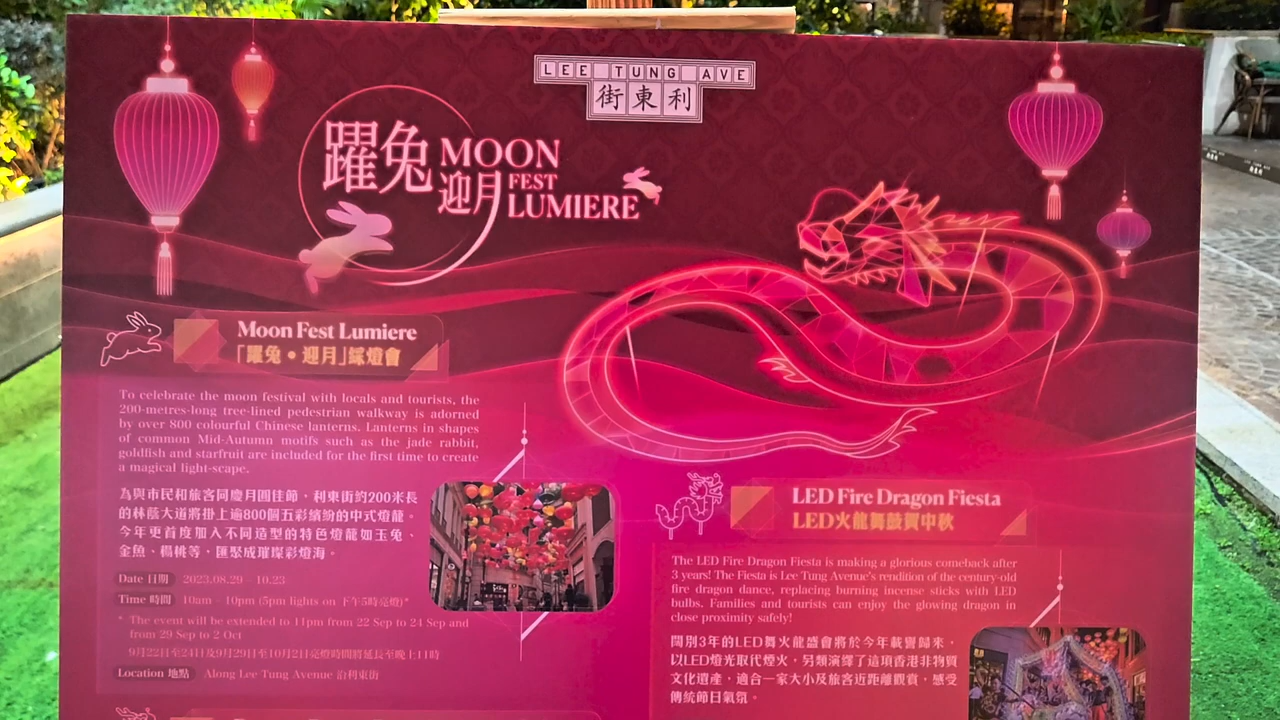 LEE TUNG AVE
街東利
躍兔
迎月
MOON
FEST
LUMIERE
Moon Fest Lumiere
「躍兔•迎月」綵燈會
To celebrate the moon festival with locals and tourists, the
200-metres-long tree-lined pedestrian walkway is adorned
by over 800 colourful Chinese lanterns. Lanterns in shapes
of common Mid-Autumn motifs such as the jade rabbit,
goldfish and starfruit are included for the first time to create
a magical light-scape.
為與市民和旅客同慶月圓佳節，利東街約200米長
的林蔭大道將掛上逾800個五彩繽紛的中式燈籠。
今年更首度加入不同造型的特色燈籠如玉兔、
金魚、楊桃等，匯聚成璀璨彩燈海。
Date 日期 2023.08.29 - 10.23
Time 時間 10am - 10pm (5pm lights on 下午5時亮燈)*
* The event will be extended to 11pm from 22 Sep to 24 Sep and
from 29 Sep to 2 Oct
9月22日至24日及9月29日至10月2日亮燈時間將延長至晚上11時
Location 地點 Along Lee Tung Avenue 沿利東街
LED Fire Dragon Fiesta
LED火龍舞鼓賀中秋
The LED Fire Dragon Fiesta is making a glorious comeback after
3 years! The Fiesta is Lee Tung Avenue's rendition of the century-old
fire dragon dance, replacing burning incense sticks with LED
bulbs. Families and tourists can enjoy the glowing dragon in
close proximity safely!
闊別3年的LED舞火龍盛會將於今年載譽歸來，
以LED燈光取代煙火，另類演繹了這項香港非物質
文化遺產，適合一家大小及旅客近距離觀賞，感受
傳統節日氣氛。